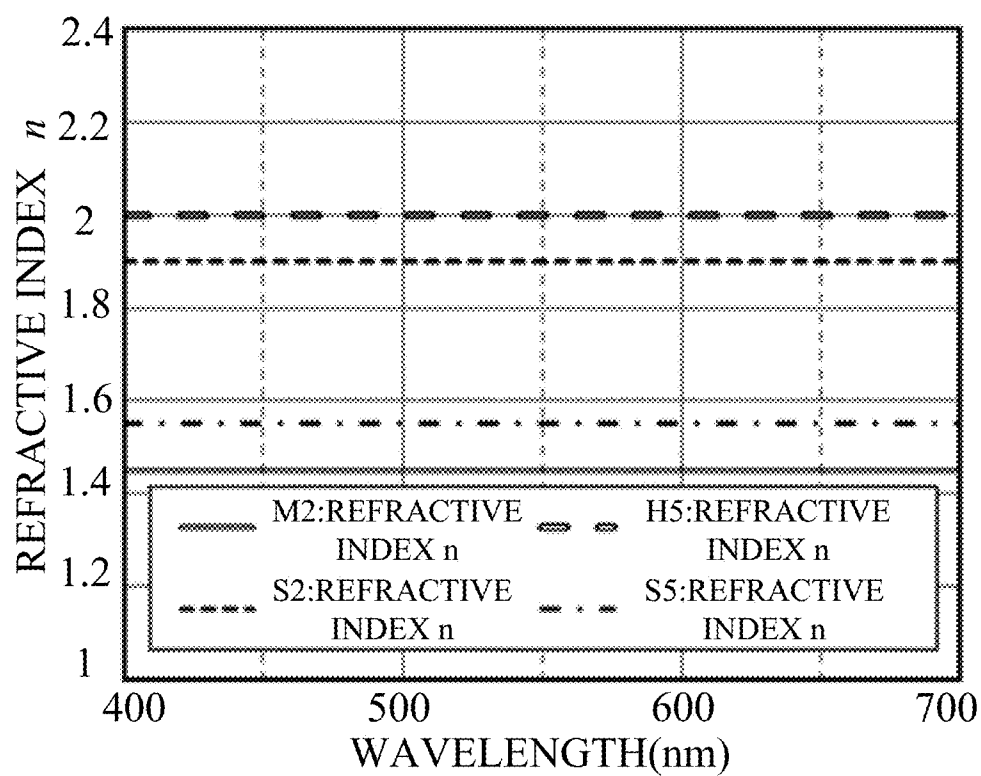 2.4
2.2
2
1.8
1.6
1.4
1.2
1
REFRACTIVE INDEX n
M2:REFRACTIVE
INDEX n
H5:REFRACTIVE
INDEX n
S2:REFRACTIVE
INDEX n
S5:REFRACTIVE
INDEX n
400 500 600 700
WAVELENGTH(nm)